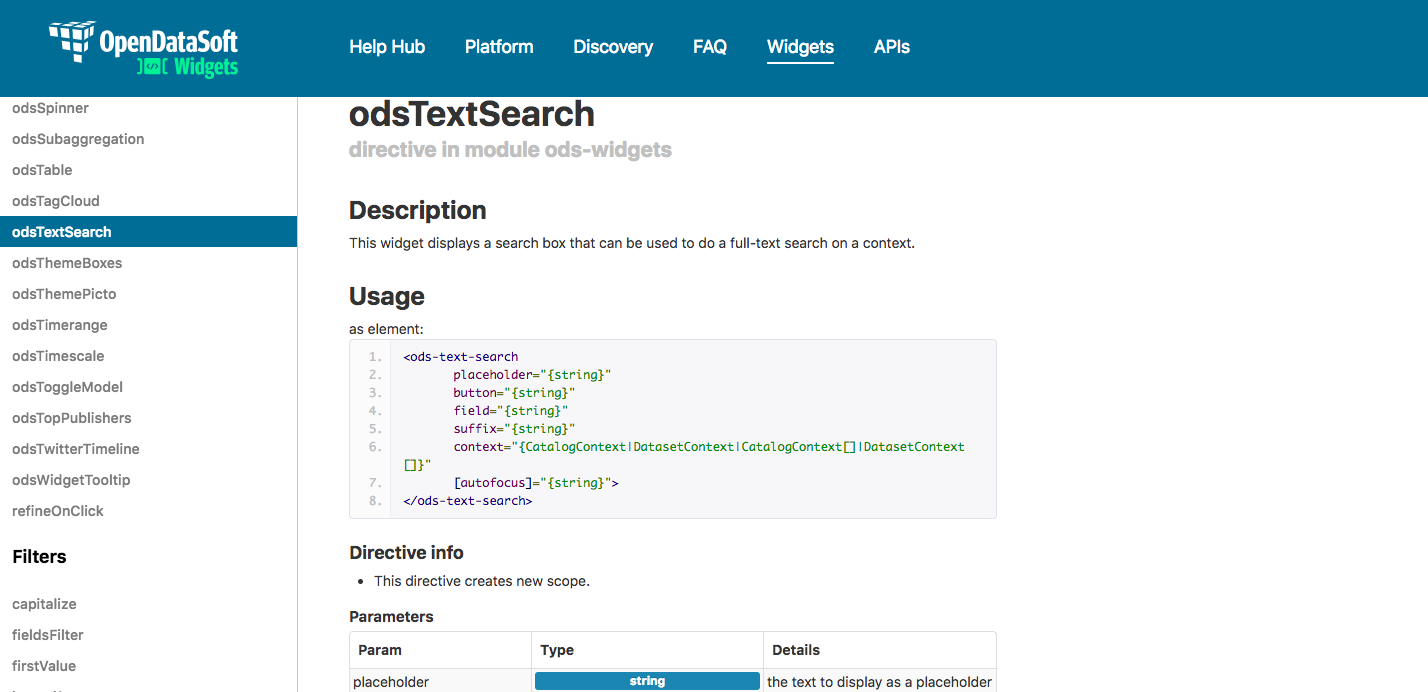 OpenDataSoft
Widgets
Help Hub
Platform
Discovery
FAQ
Widgets
APIs
odsSpinner
odsSubaggregation
odsTable
odsTagCloud
odsTextSearch
odsThemeBoxes
odsThemePicto
odsTimerange
odsTimescale
odsToggleModel
odsTopPublishers
odsTwitterTimeline
odsWidgetTooltip
refineOnClick
Filters
capitalize
fieldsFilter
firstValue
odsTextSearch
directive in module ods-widgets
Description
This widget displays a search box that can be used to do a full-text search on a context.
Usage
as element:
1. <ods-text-search
2. placeholder="{string}"
3. button="{string}"
4. field="{string}"
5. suffix="{string}"
6. context="{CatalogContext|DatasetContext|CatalogContext[]|DatasetContext
[]}"
7. [autofocus]="{string}">
8. </ods-text-search>
Directive info
• This directive creates new scope.
Parameters
Param Type Details
placeholder string the text to display as a placeholder